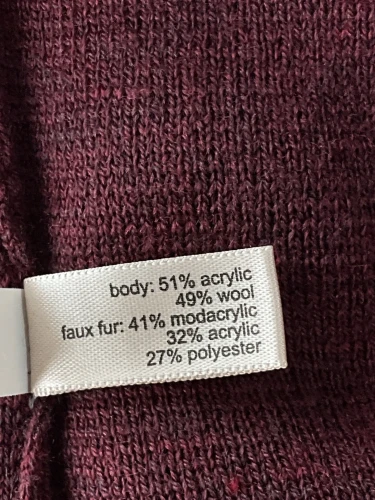 body: 51% acrylic
49% wool
faux fur: 41% modacrylic
32% acrylic
27% polyester